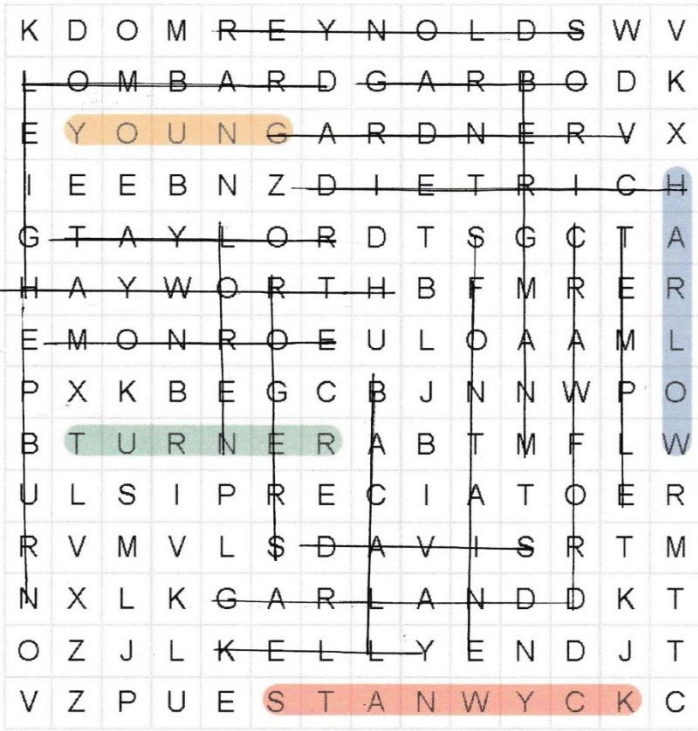 K D O M R E Y N O L D S W V
L O M B A R D G A R B O D K
E Y O U N G A R D N E R V X
I E E B N Z D I E T R I C H
G T A Y L O R D T S G C T A
H A Y W O R T H B F M R E R
E M O N R O E U L O A A M L
P X K B E G C B J N N W P O
B T U R N E R A B T M F L W
U L S I P R E C I A T O E R
R V M V L S D A V I S R T M
N X L K G A R L A N D D K T
O Z J L K E L L Y E N D J T
V Z P U E S T A N W Y C K C